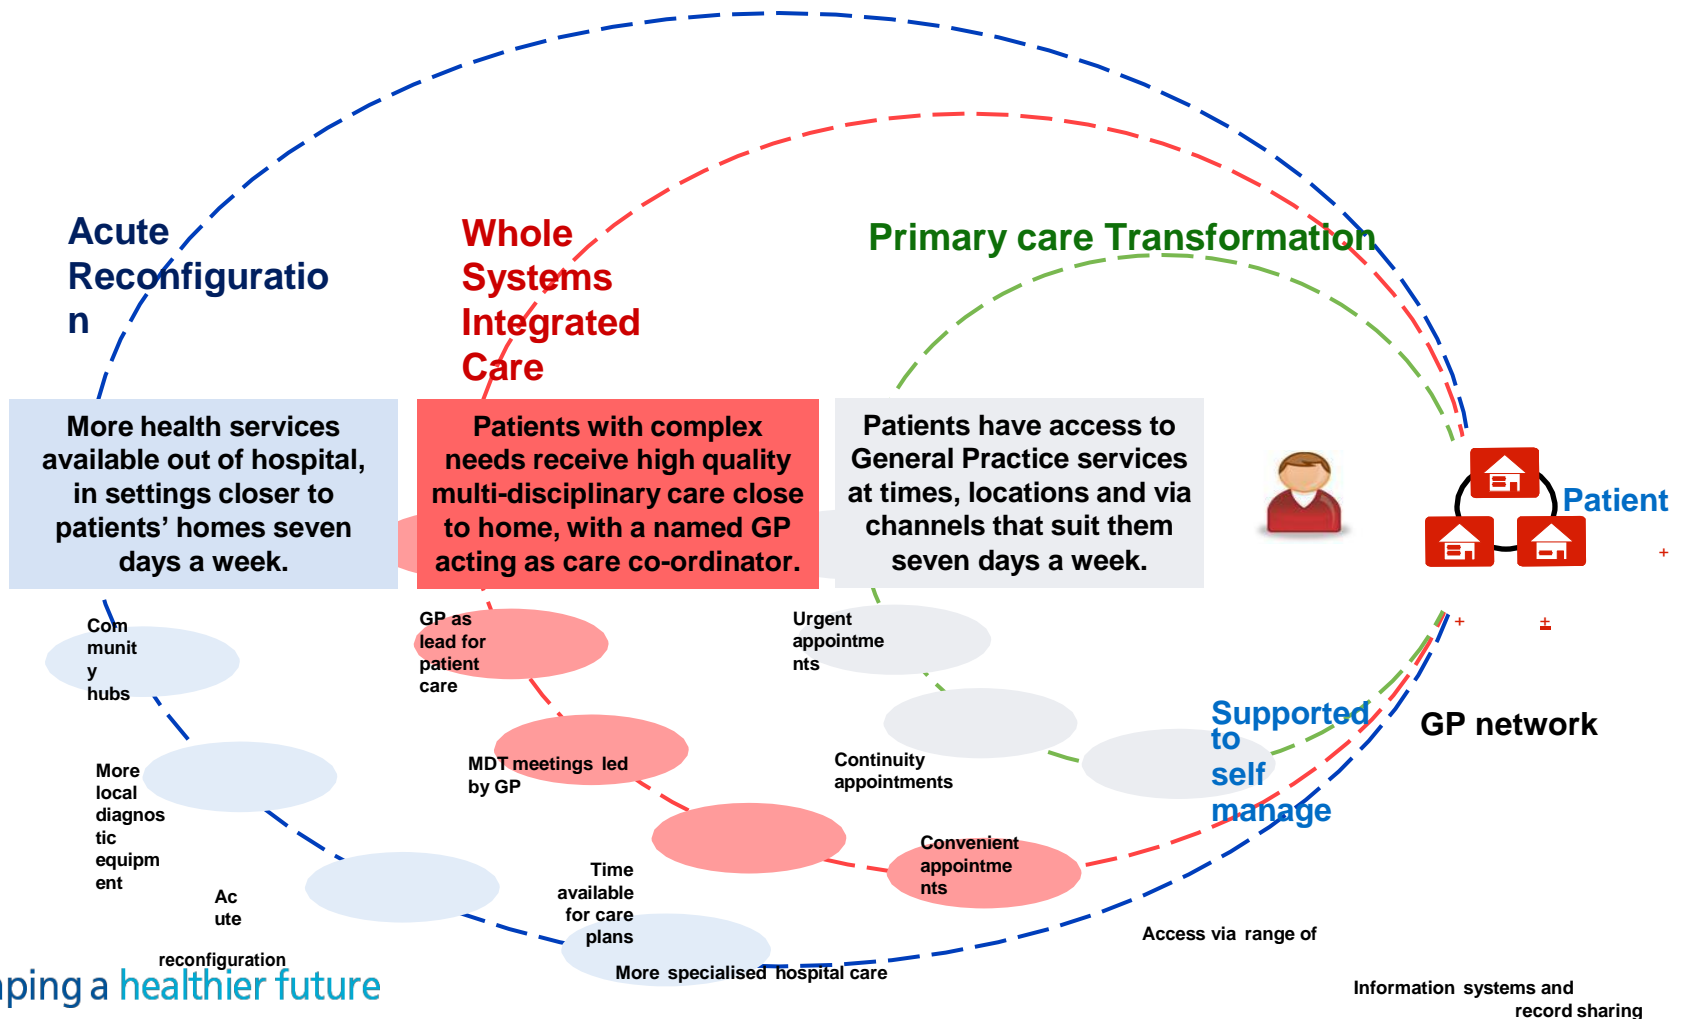 Acute
Reconfiguratio
n
Whole
Systems
Integrated
Care
Primary care Transformation
More health services
available out of hospital,
in settings closer to
patients’ homes seven
days a week.
Patients with complex
needs receive high quality
multi-disciplinary care close
to home, with a named GP
acting as care co-ordinator.
Patients have access to
General Practice services
at times, locations and via
channels that suit them
seven days a week.
Patient
+
+
±
Com
munit
y
hubs
GP as
lead for
patient
care
Urgent
appointme
nts
Supported
to
self
manage
GP network
More
local
diagnos
tic
equipm
ent
MDT meetings led
by GP
Continuity
appointments
Ac
ute
reconfiguration
Time
available
for care
plans
Convenient
appointme
nts
More specialised hospital care
Access via range of
Information systems and
record sharing
ping a healthier future